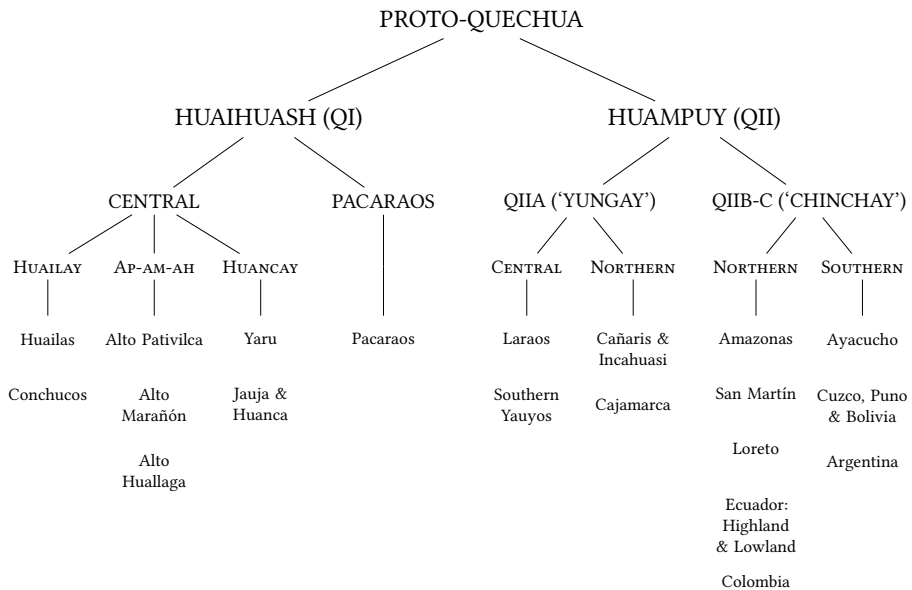 PROTO-QUECHUA
HUAIHUASH (QI)
HUAMPUY (QII)
CENTRAL
PACARAOS
QIIA (‘YUNGAY’)
QIIB-C (‘CHINCHAY’)
HUAILAY
AP-AM-AH
HUANCAY
CENTRAL
NORTHERN
NORTHERN
SOUTHERN
Huailas
Conchucos
Alto Pativilca
Alto
Marañón
Alto
Huallaga
Yaru
Jauja &
Huanca
Pacaraos
Laraos
Southern
Yauyos
Cañaris &
Incahuasi
Cajamarca
Amazonas
San Martín
Loreto
Ecuador:
Highland
& Lowland
Colombia
Ayacucho
Cuzco, Puno
& Bolivia
Argentina